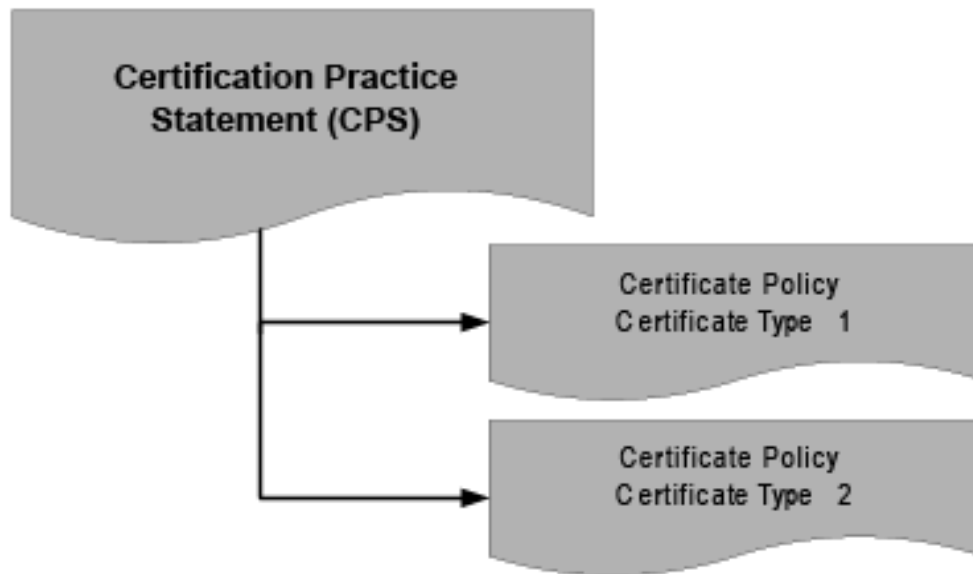 Certification Practice
Statement (CPS)
Certificate Policy
Certificate Type 1
Certificate Policy
Certificate Type 2